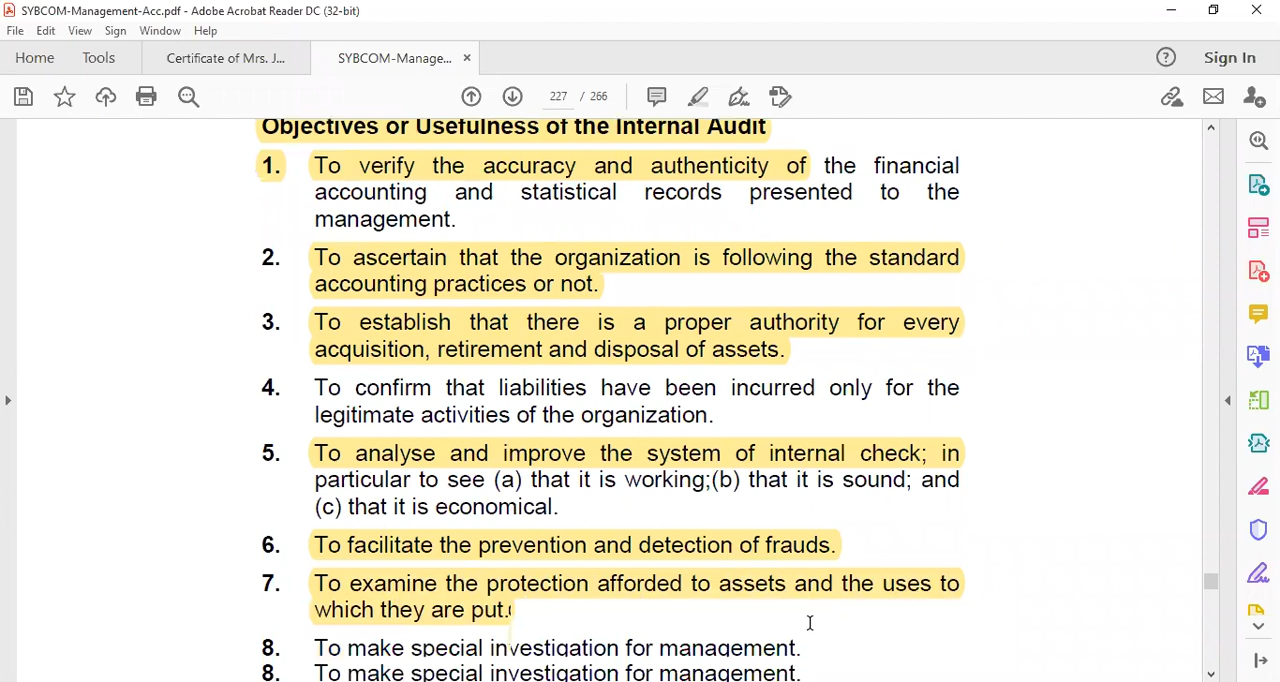 SYBCOM-Management-Acc.pdf - Adobe Acrobat Reader DC (32-bit)
File Edit View Sign Window Help
Home Tools Certificate of Mrs. J... SYBCOM-Manage... Sign In
227 / 266
Objectives or Usefulness of the Internal Audit
1. To verify the accuracy and authenticity of the financial
accounting and statistical records presented to the
management.
2. To ascertain that the organization is following the standard
accounting practices or not.
3. To establish that there is a proper authority for every
acquisition, retirement and disposal of assets.
4. To confirm that liabilities have been incurred only for the
legitimate activities of the organization.
5. To analyse and improve the system of internal check; in
particular to see (a) that it is working;(b) that it is sound; and
(c) that it is economical.
6. To facilitate the prevention and detection of frauds.
7. To examine the protection afforded to assets and the uses to
which they are put.
8. To make special investigation for management.
8. To make special investigation for management.